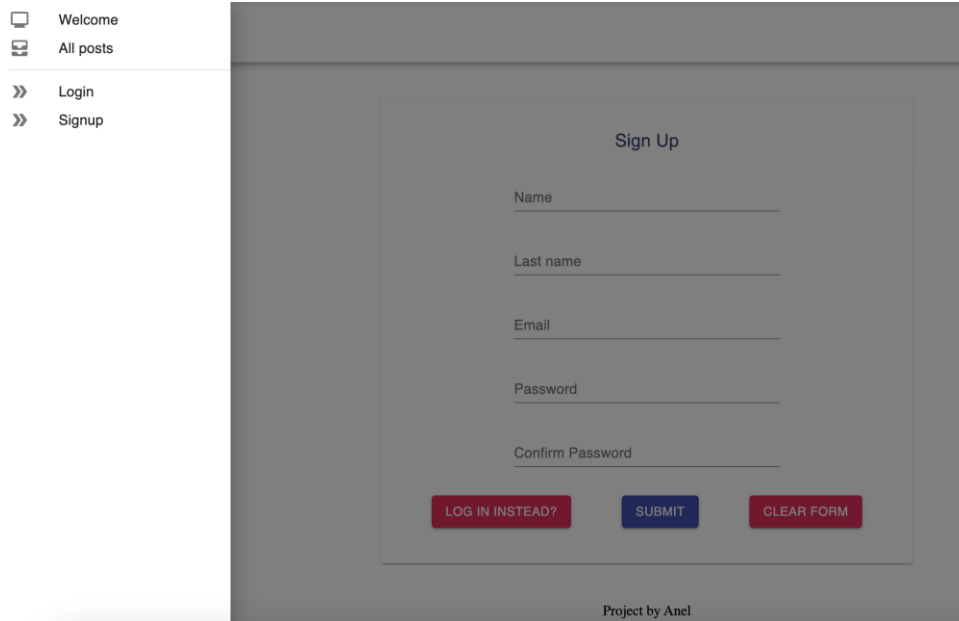 Welcome
All posts
Login
Signup
Sign Up
Name
Last name
Email
Password
Confirm Password
LOG IN INSTEAD? SUBMIT CLEAR FORM
Project by Anel